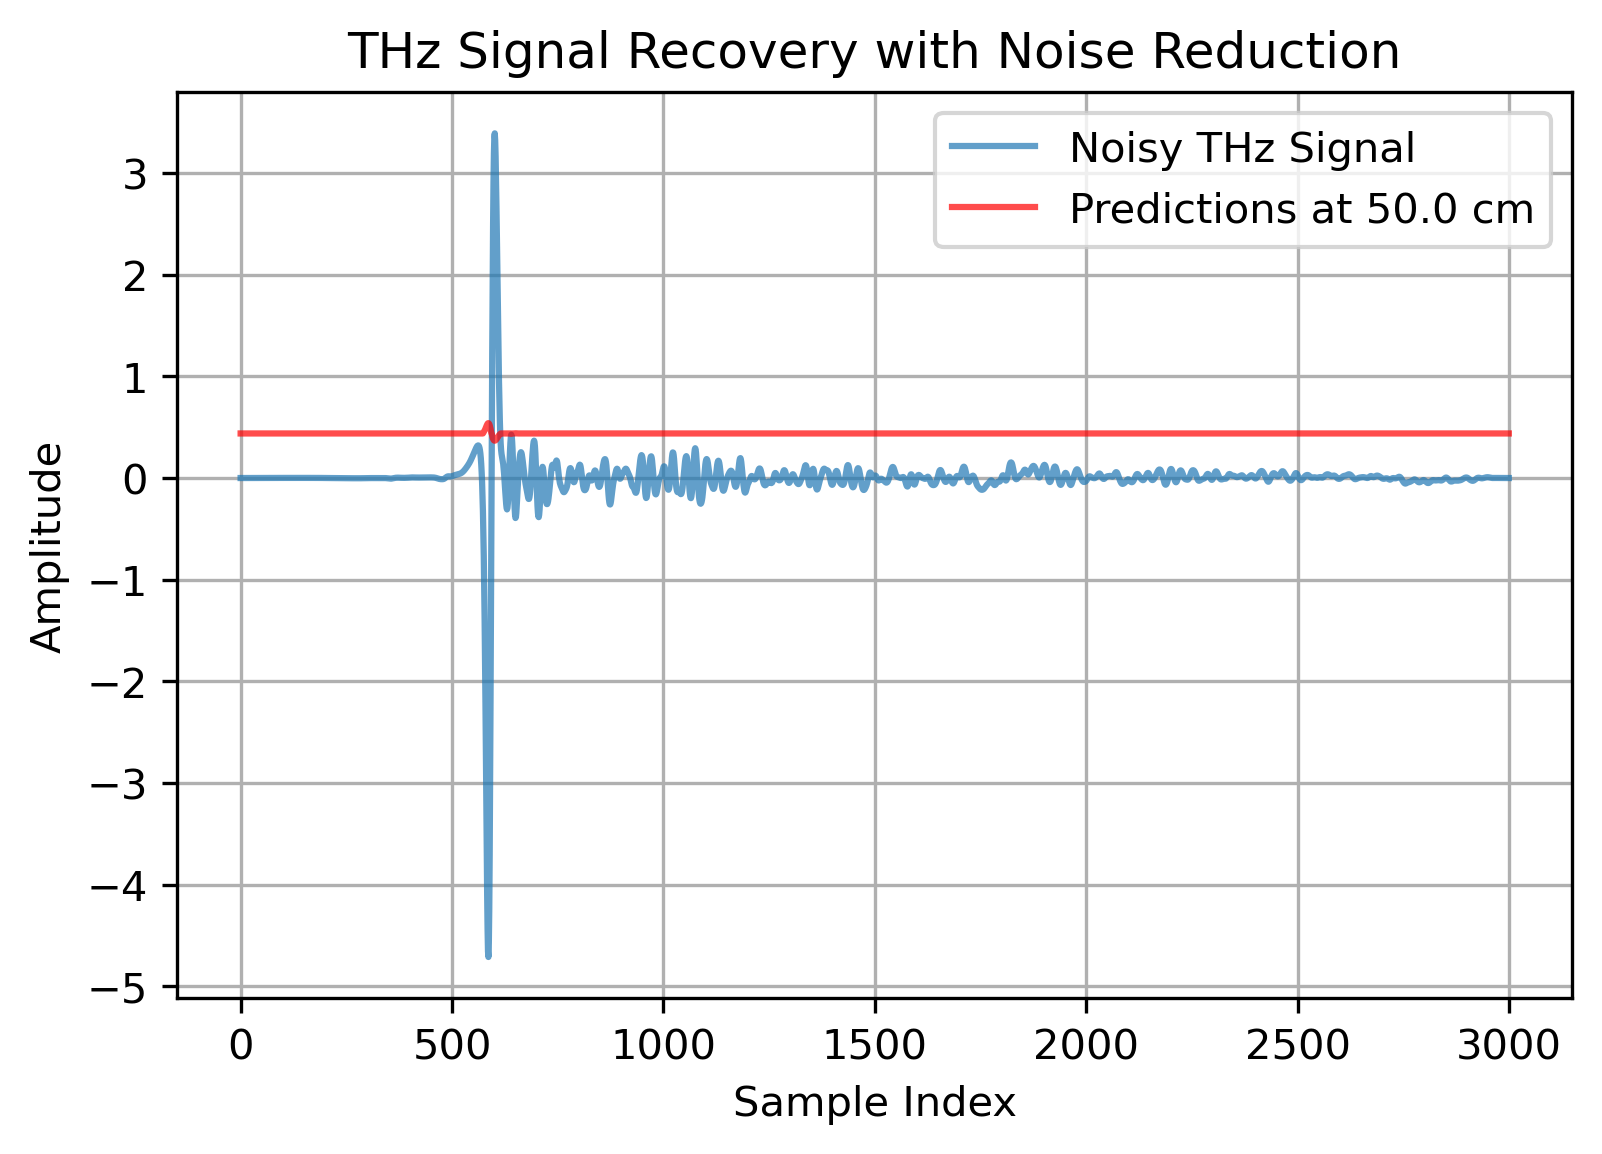 THz Signal Recovery with Noise Reduction
Noisy THz Signal
Predictions at 50.0 cm
Amplitude
3
2
1
0
−1
−2
−3
−4
−5
0 500 1000 1500 2000 2500 3000
Sample Index